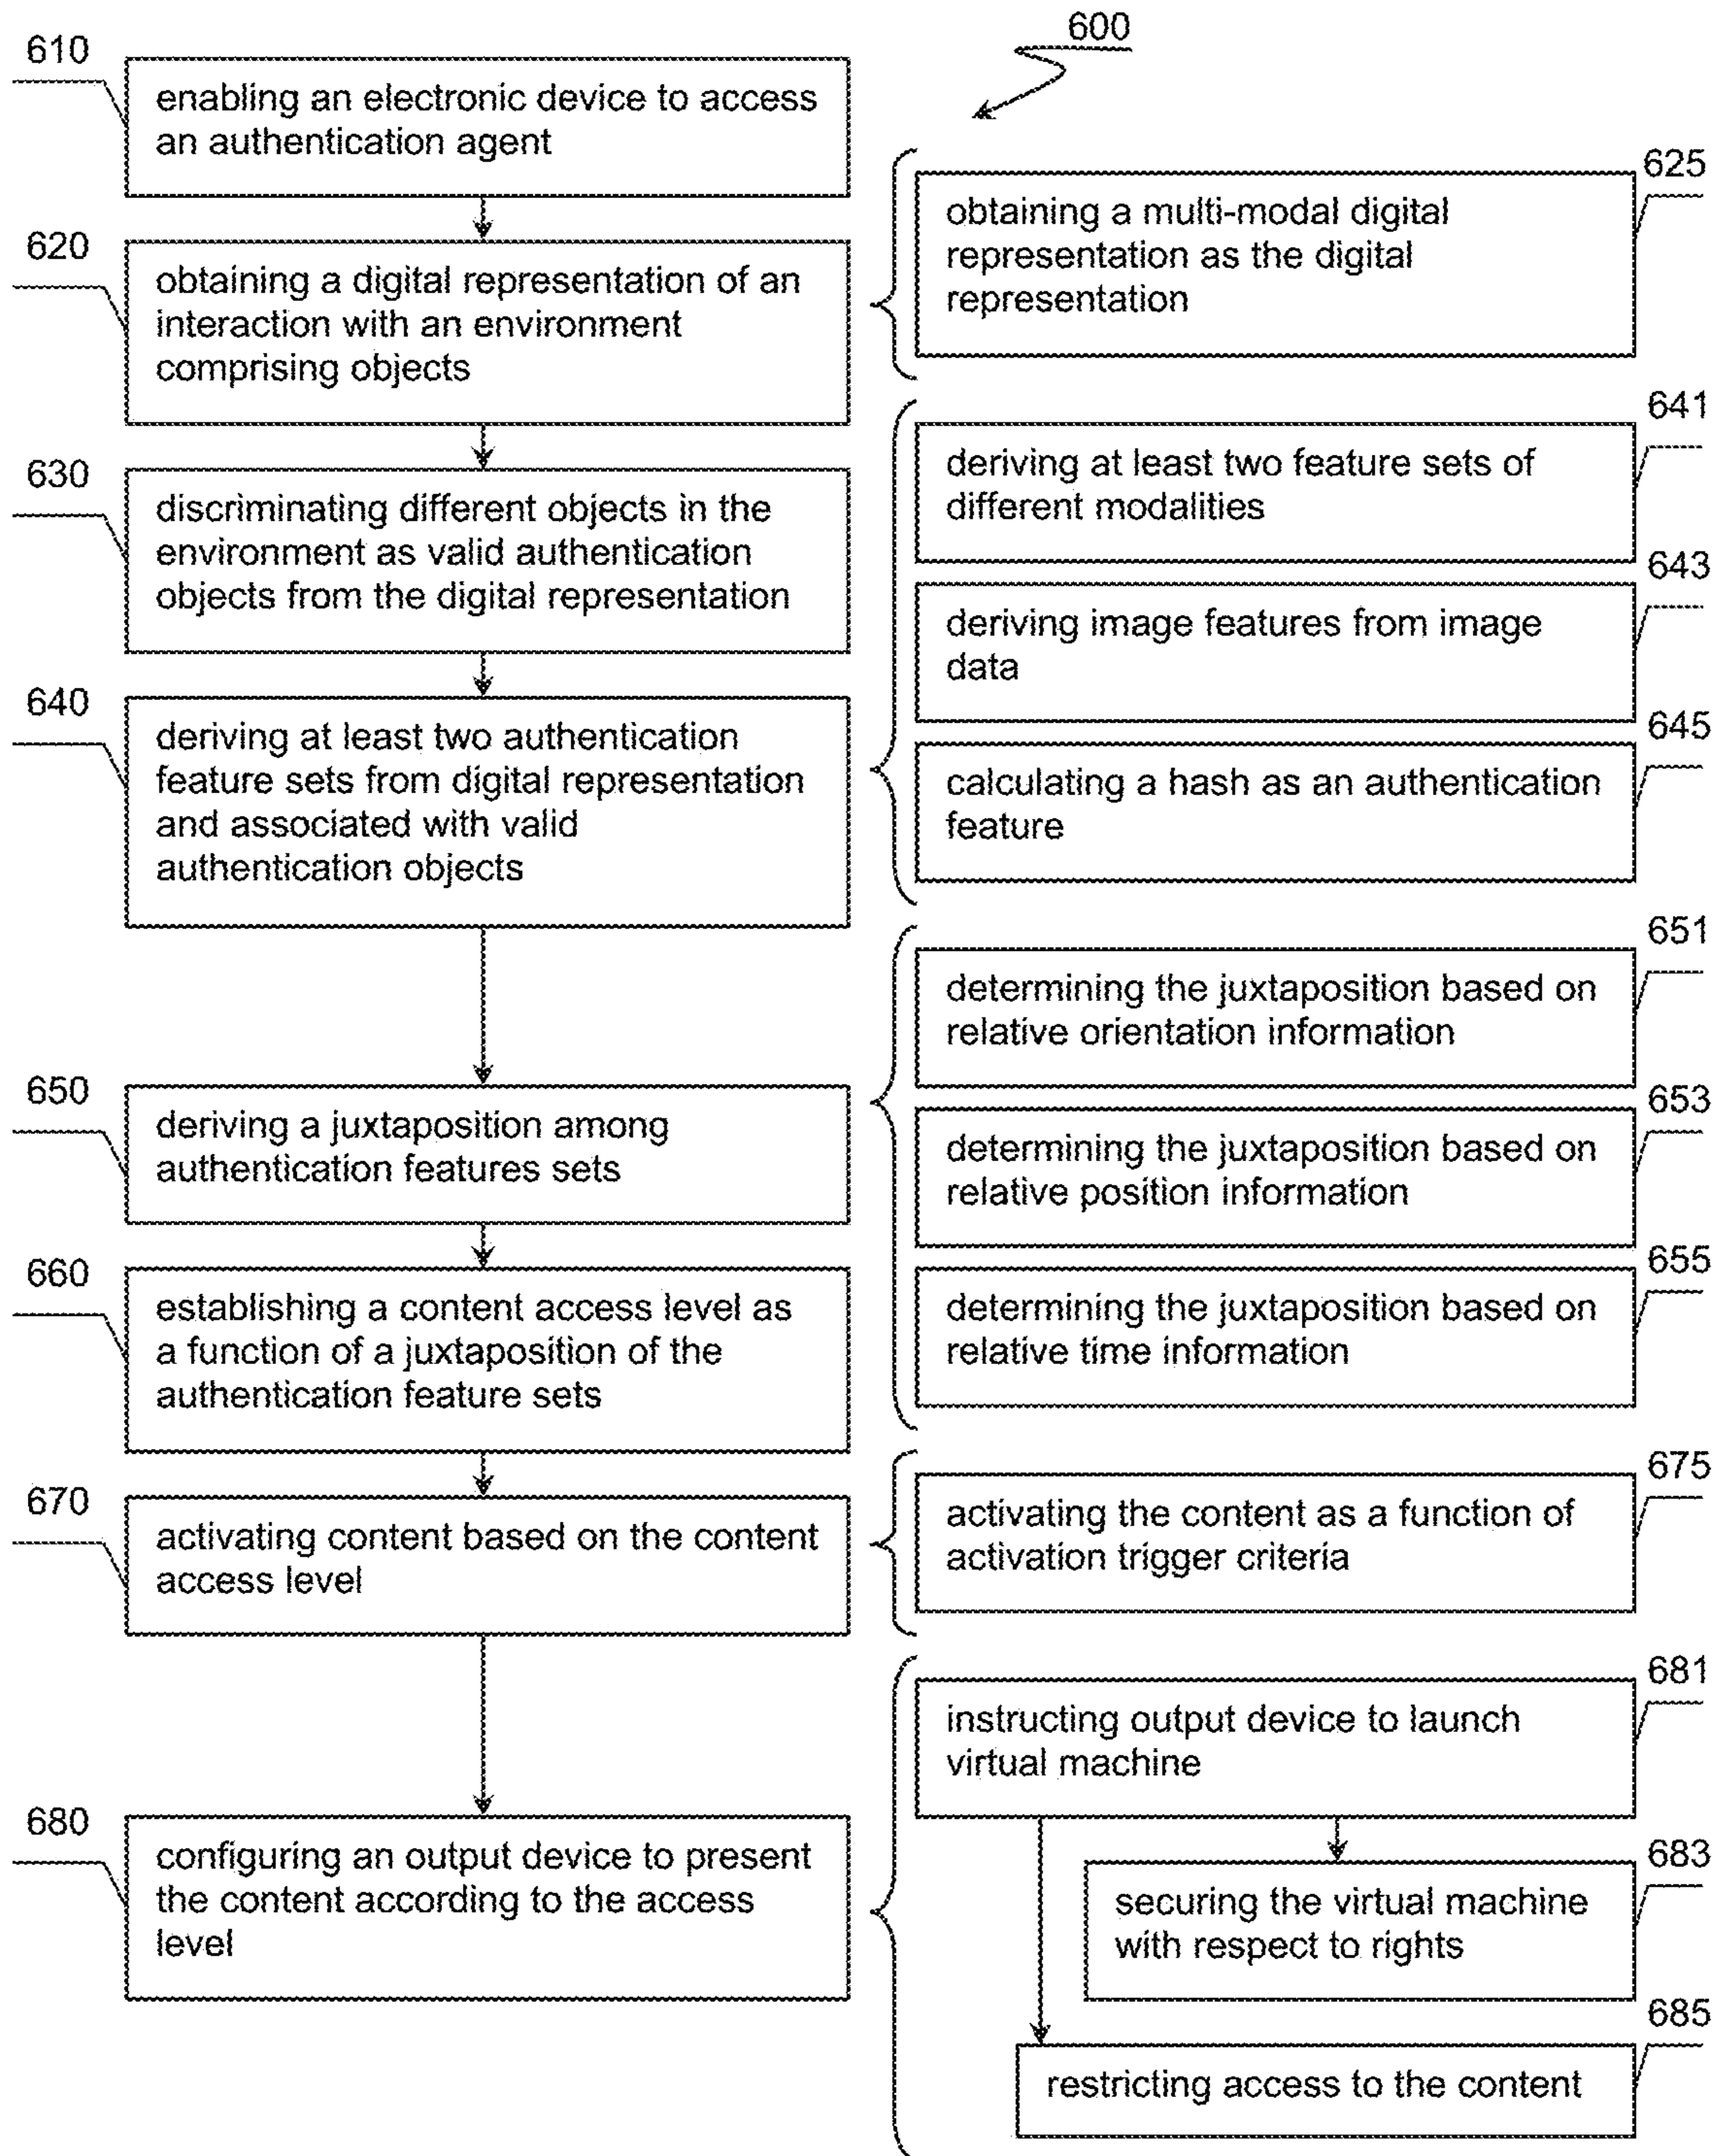 600
610
enabling an electronic device to access
an authentication agent
620
obtaining a digital representation of an
interaction with an environment
comprising objects
625
obtaining a multi-modal digital
representation as the digital
representation
630
discriminating different objects in the
environment as valid authentication
objects from the digital representation
640
deriving at least two authentication
feature sets from digital representation
and associated with valid
authentication objects
641
deriving at least two feature sets of
different modalities
643
deriving image features from image
data
645
calculating a hash as an authentication
feature
650
deriving a juxtaposition among
authentication features sets
651
determining the juxtaposition based on
relative orientation information
653
determining the juxtaposition based on
relative position information
655
determining the juxtaposition based on
relative time information
660
establishing a content access level as
a function of a juxtaposition of the
authentication feature sets
670
activating content based on the content
access level
675
activating the content as a function of
activation trigger criteria
680
configuring an output device to present
the content according to the access
level
681
instructing output device to launch
virtual machine
683
securing the virtual machine
with respect to rights
685
restricting access to the content